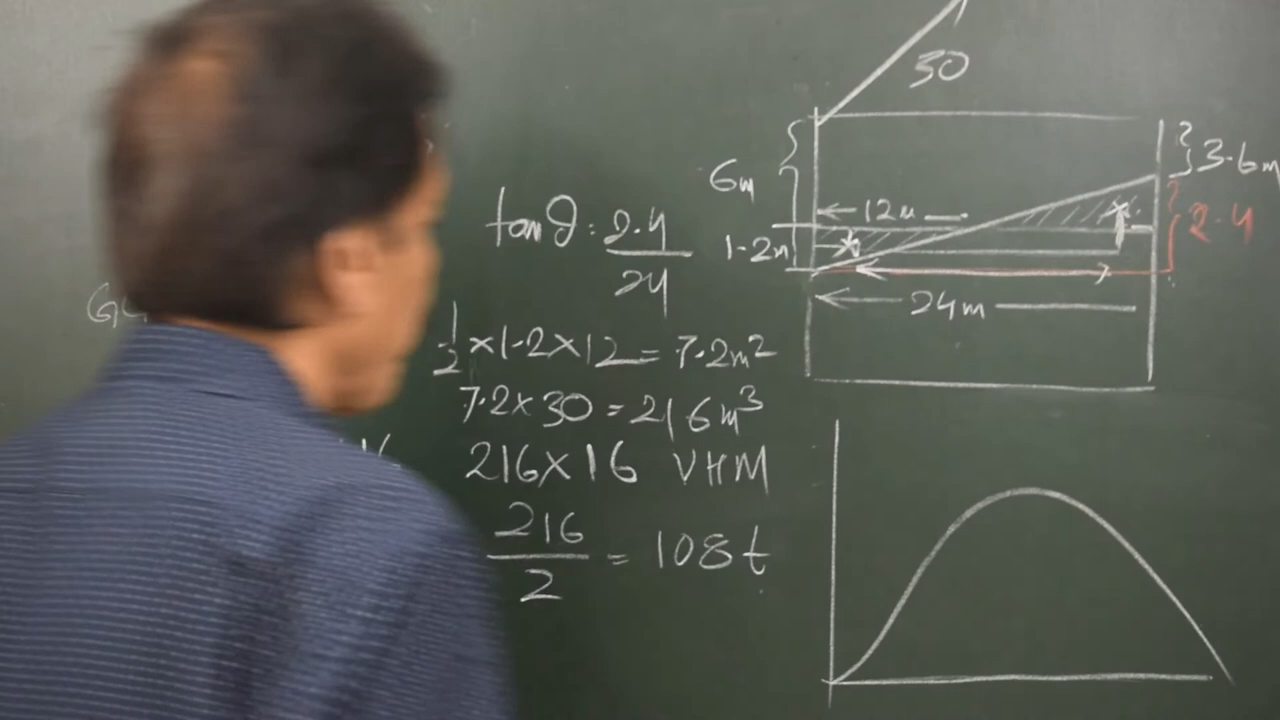 30
3.6m
6m
12m
2.4
1.2m
24m
tanθ = 2.4/24
1/2 × 1.2 × 12 = 7.2m²
7.2 × 30 = 216m³
216 × 16 VHM
216/2 = 108t